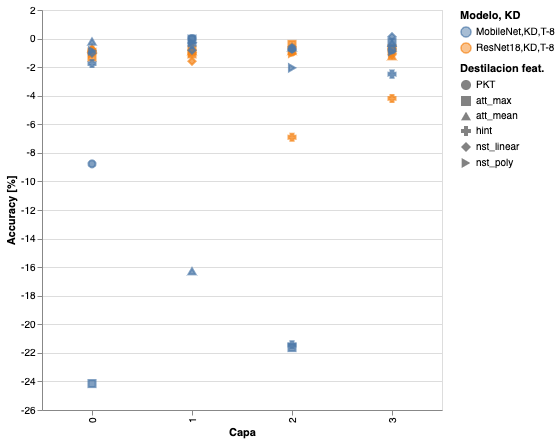 2
0
-2
-4
-6
-8
-10
-12
-14
-16
-18
-20
-22
-24
-26
Accuracy [%]
0
1
2
3
Capa
Modelo, KD
MobileNet,KD,T-8
ResNet18,KD,T-8
Destilacion feat.
PKT
att_max
att_mean
hint
nst_linear
nst_poly